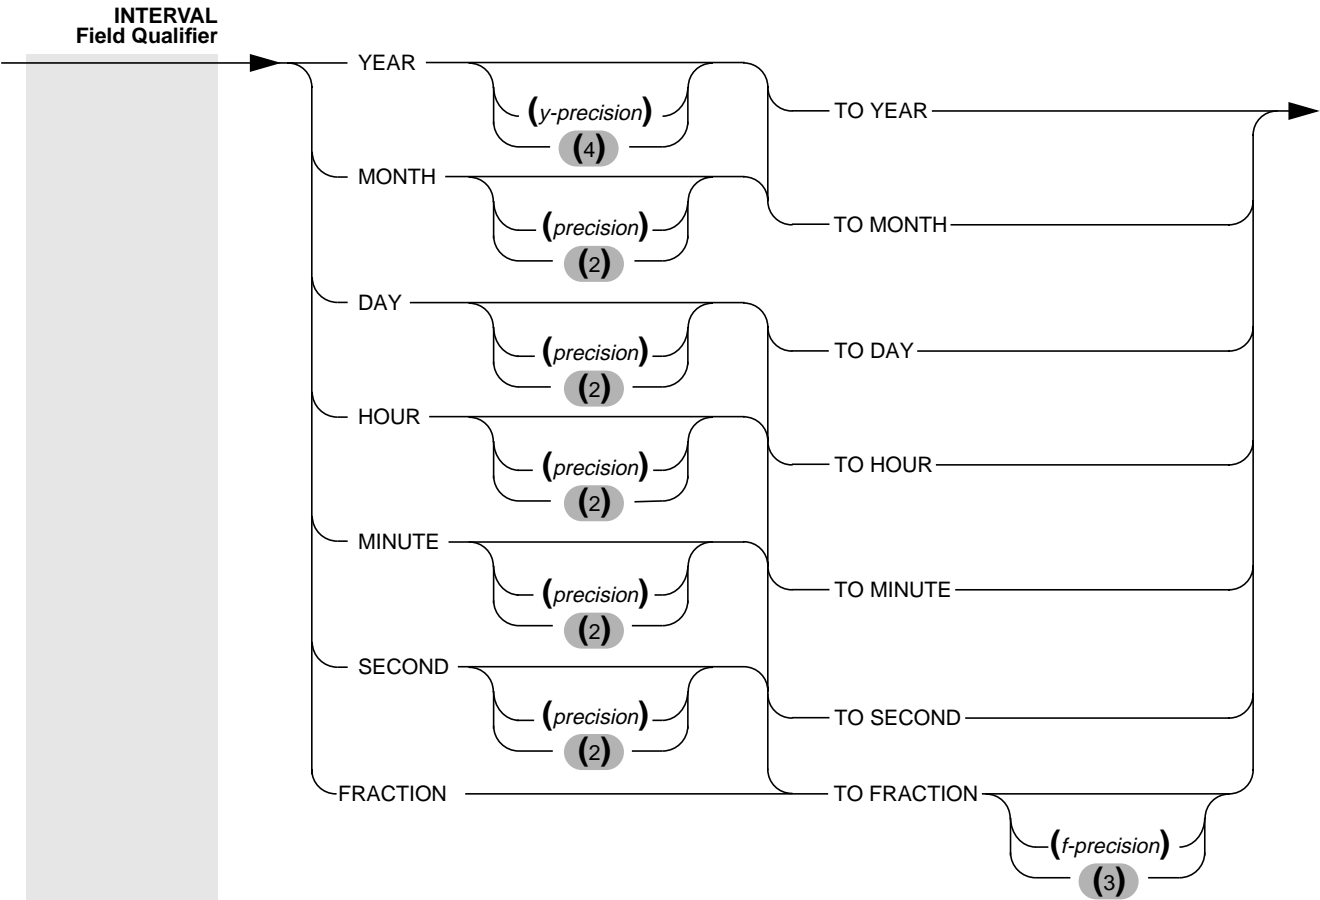 INTERVAL
Field Qualifier
YEAR
(y-precision)
(4)
TO YEAR
MONTH
(precision)
(2)
TO MONTH
DAY
(precision)
(2)
TO DAY
HOUR
(precision)
(2)
TO HOUR
MINUTE
(precision)
(2)
TO MINUTE
SECOND
(precision)
(2)
TO SECOND
FRACTION
TO FRACTION
(f-precision)
(3)